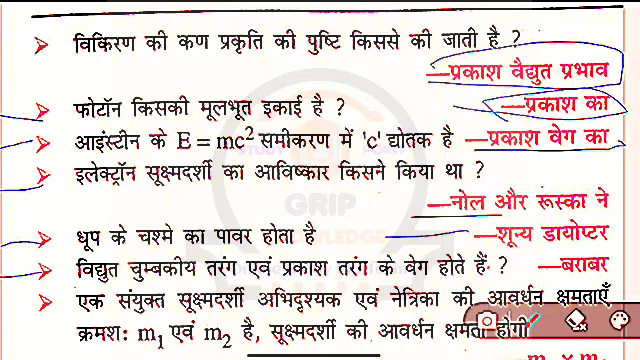 ➤ विकिरण की कण प्रकृति की पुष्टि किससे की जाती है ?
—प्रकाश वैद्युत प्रभाव
➤ फोटॉन किसकी मूलभूत इकाई है ? —प्रकाश का
➤ आइंस्टीन के E = mc² समीकरण में 'c' द्योतक है —प्रकाश वेग का
➤ इलेक्ट्रॉन सूक्ष्मदर्शी का आविष्कार किसने किया था ?
—नोल और रूस्का ने
➤ धूप के चश्मे का पावर होता है —शून्य डायोप्टर
➤ विद्युत चुम्बकीय तरंग एवं प्रकाश तरंग के वेग होते हैं. ? —बराबर
➤ एक संयुक्त सूक्ष्मदर्शी अभिदृश्यक एवं नेत्रिका की आवर्धन क्षमताएँ
क्रमशः m₁ एवं m₂ है, सूक्ष्मदर्शी की आवर्धन क्षमता होगी
GRIP